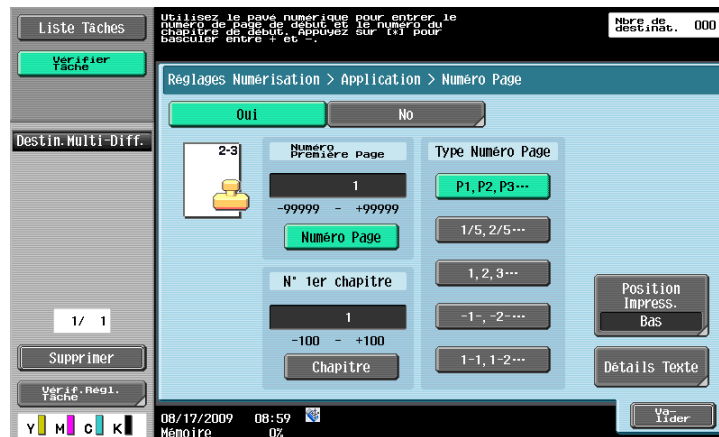 Liste Tâches
Utilisez le pavé numérique pour entrer le
numéro de page de début et le numéro du
chapitre de début. Appuyez sur [*] pour
basculer entre + et -.
Nbre de
destinat.
000
Vérifier
Tâche
Réglages Numérisation > Application > Numéro Page
Oui
No
Destin.Multi-Diff.
2-3
Numéro
Première Page
1
-99999 - +99999
Numéro Page
Type Numéro Page
P1, P2, P3…
1/5, 2/5…
1, 2, 3…
-1-, -2-…
1-1, 1-2…
N° 1er chapitre
1
-100 - +100
Chapitre
Position
Impress.
Bas
Détails Texte
1/ 1
Supprimer
Vérif.Régl.
Tâche
Y M C K
08/17/2009 08:59
Mémoire 0%
Va-
lider